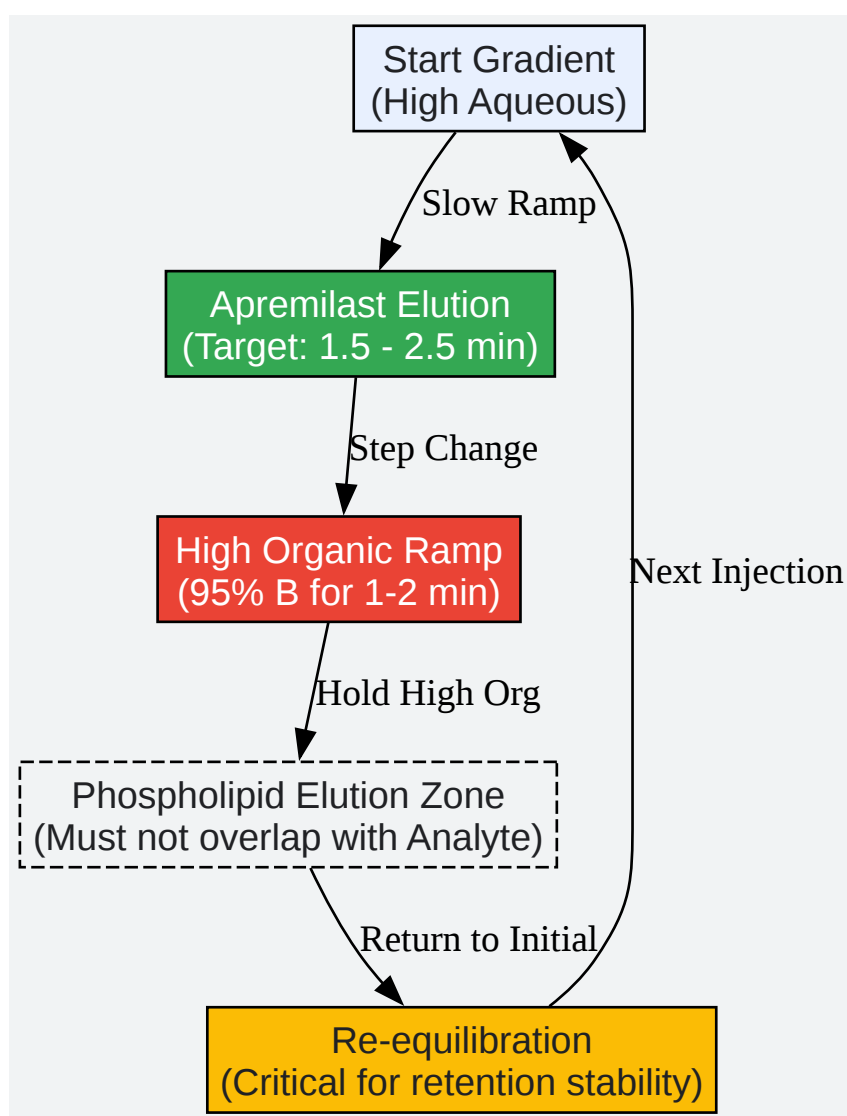 Start Gradient
(High Aqueous)
Slow Ramp
Apremilast Elution
(Target: 1.5 - 2.5 min)
Step Change
High Organic Ramp
(95% B for 1-2 min)
Next Injection
Hold High Org
Phospholipid Elution Zone
(Must not overlap with Analyte)
Return to Initial
Re-equilibration
(Critical for retention stability)